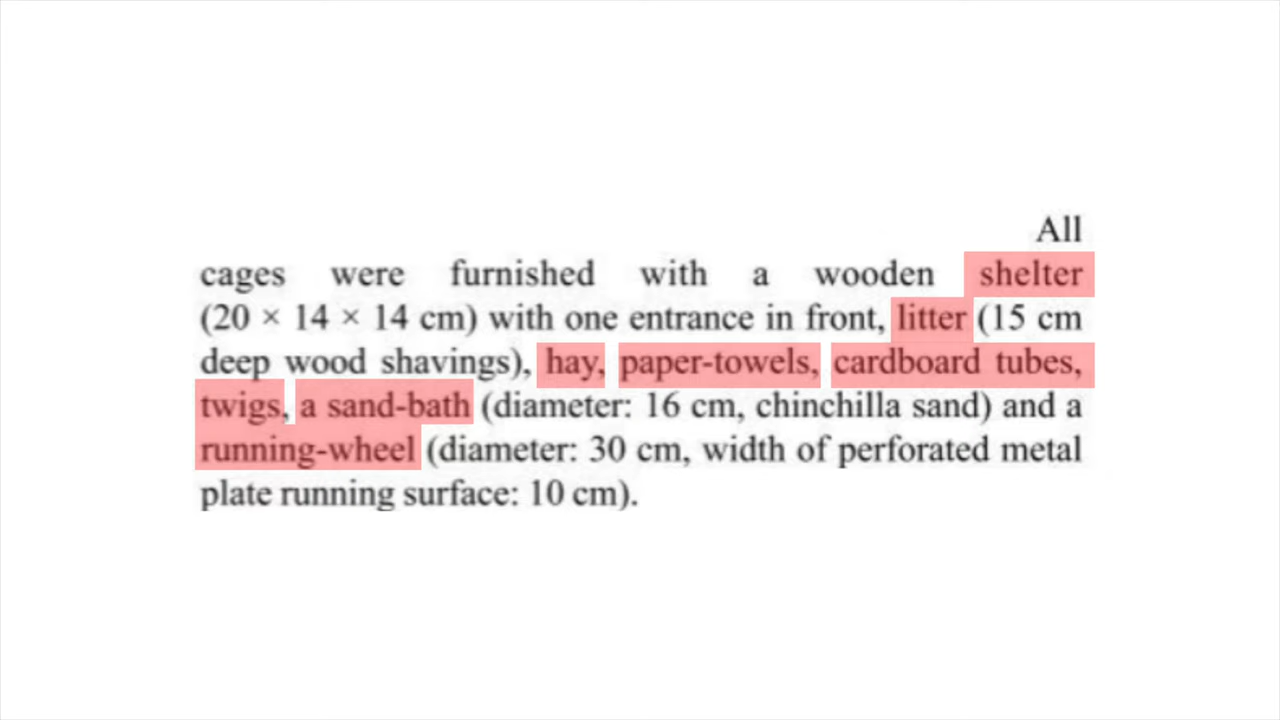 All
cages were furnished with a wooden shelter
(20 × 14 × 14 cm) with one entrance in front, litter (15 cm
deep wood shavings), hay, paper-towels, cardboard tubes,
twigs, a sand-bath (diameter: 16 cm, chinchilla sand) and a
running-wheel (diameter: 30 cm, width of perforated metal
plate running surface: 10 cm).